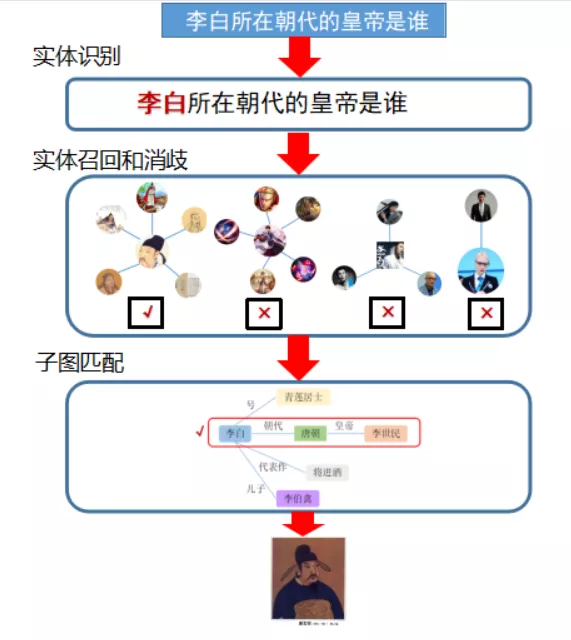 李白所在朝代的皇帝是谁
实体识别
李白所在朝代的皇帝是谁
实体召回和消歧
子图匹配
号
青莲居士
李白
朝代
唐朝
皇帝
李世民
代表作
将进酒
儿子
李伯禽